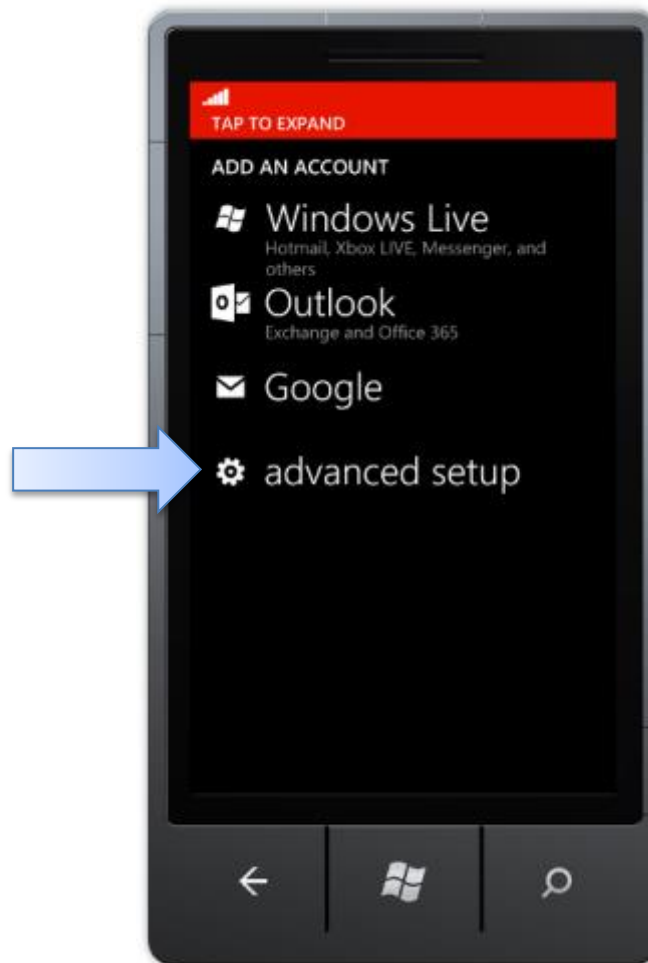 TAP TO EXPAND
ADD AN ACCOUNT
Windows Live
Hotmail, Xbox LIVE, Messenger, and
others
Outlook
Exchange and Office 365
Google
advanced setup